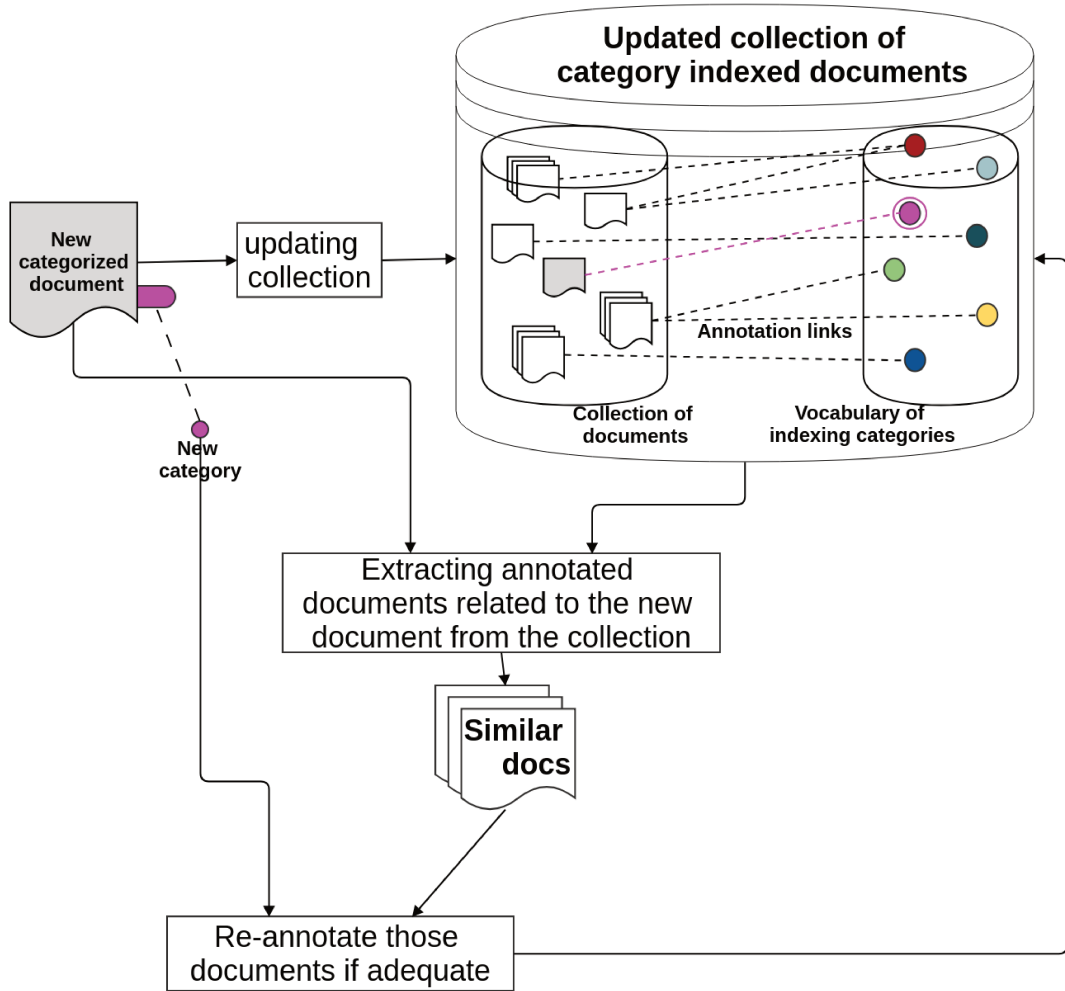 Updated collection of
category indexed documents
New
categorized
document
updating
collection
Annotation links
Collection of
documents
Vocabulary of
indexing categories
New
category
Extracting annotated
documents related to the new
document from the collection
Similar
docs
Re-annotate those
documents if adequate